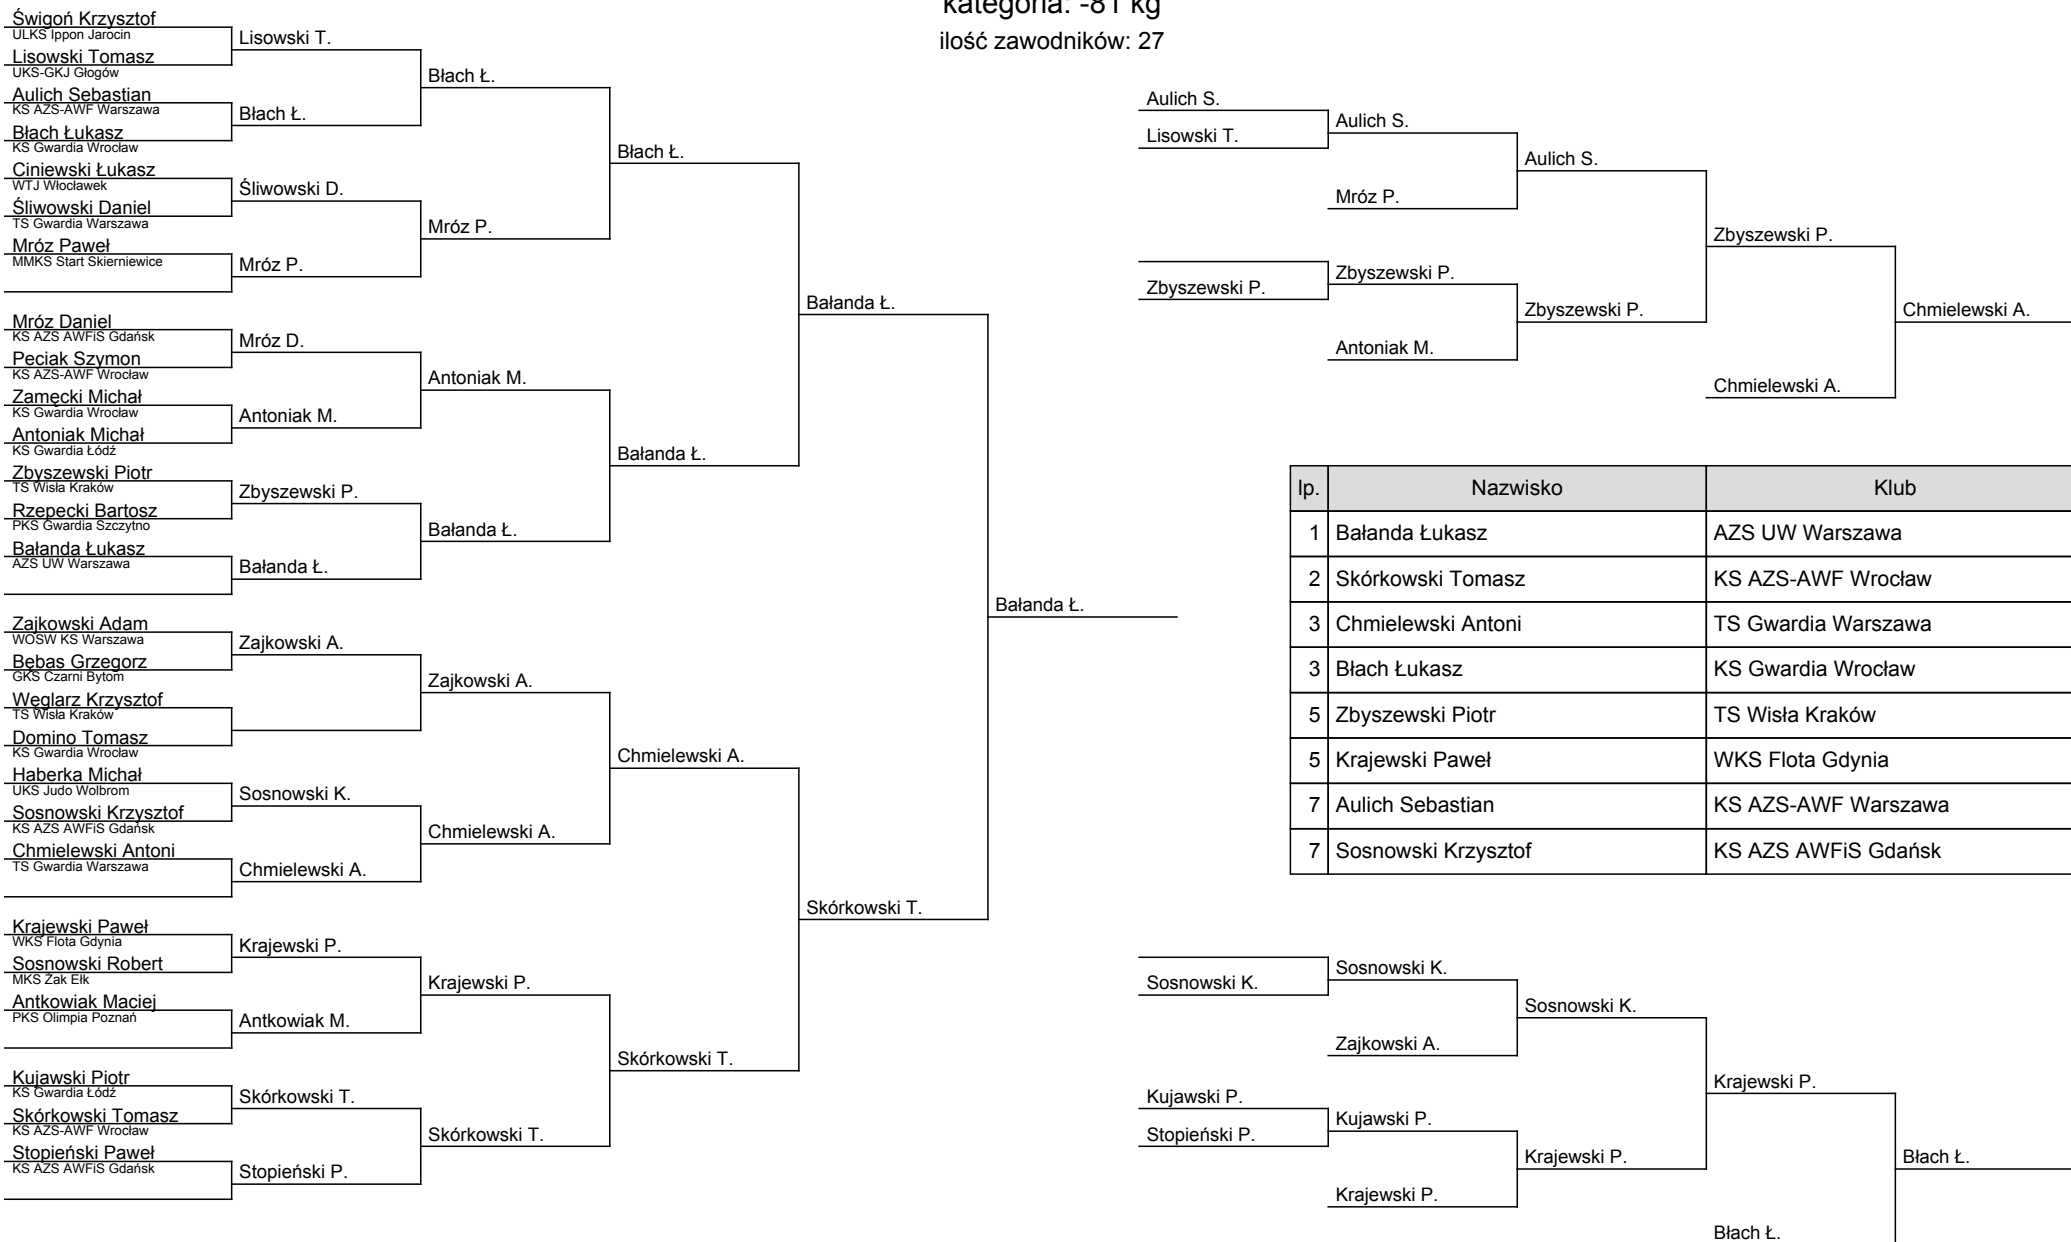 kategoria: -81 kg
ilość zawodników: 27
Świgoń Krzysztof
ULKS Ippon Jarocin
Lisowski Tomasz
UKS-GKJ Głogów
Aulich Sebastian
KS AZS-AWF Warszawa
Błach Łukasz
KS Gwardia Wrocław
Ciniewski Łukasz
WTJ Włocławek
Śliwowski Daniel
TS Gwardia Warszawa
Mróz Paweł
MMKS Start Skierniewice
Mróz Daniel
KS AZS AWFiS Gdańsk
Peciak Szymon
KS AZS-AWF Wrocław
Zamęcki Michał
KS Gwardia Wrocław
Antoniak Michał
KS Gwardia Łódź
Zbyszewski Piotr
TS Wisła Kraków
Rzepecki Bartosz
PKS Gwardia Szczytno
Bałanda Łukasz
AZS UW Warszawa
Zajkowski Adam
WOSW KS Warszawa
Bębas Grzegorz
GKS Czarni Bytom
Węglarz Krzysztof
TS Wisła Kraków
Domino Tomasz
KS Gwardia Wrocław
Haberka Michał
UKS Judo Wolbrom
Sosnowski Krzysztof
KS AZS AWFiS Gdańsk
Chmielewski Antoni
TS Gwardia Warszawa
Krajewski Paweł
WKS Flota Gdynia
Sosnowski Robert
MKS Żak Ełk
Antkowiak Maciej
PKS Olimpia Poznań
Kujawski Piotr
KS Gwardia Łódź
Skórkowski Tomasz
KS AZS-AWF Wrocław
Stopieński Paweł
KS AZS AWFiS Gdańsk
Lisowski T.
Błach Ł.
Śliwowski D.
Mróz P.
Mróz D.
Antoniak M.
Zbyszewski P.
Bałanda Ł.
Zajkowski A.
Sosnowski K.
Chmielewski A.
Krajewski P.
Antkowiak M.
Skórkowski T.
Stopieński P.
Błach Ł.
Mróz P.
Antoniak M.
Bałanda Ł.
Zajkowski A.
Chmielewski A.
Krajewski P.
Skórkowski T.
Błach Ł.
Bałanda Ł.
Chmielewski A.
Skórkowski T.
Bałanda Ł.
Skórkowski T.
Bałanda Ł.
Aulich S.
Lisowski T.
Zbyszewski P.
Aulich S.
Mróz P.
Zbyszewski P.
Antoniak M.
Aulich S.
Zbyszewski P.
Zbyszewski P.
Chmielewski A.
Chmielewski A.
lp. Nazwisko Klub
1 Bałanda Łukasz AZS UW Warszawa
2 Skórkowski Tomasz KS AZS-AWF Wrocław
3 Chmielewski Antoni TS Gwardia Warszawa
3 Błach Łukasz KS Gwardia Wrocław
5 Zbyszewski Piotr TS Wisła Kraków
5 Krajewski Paweł WKS Flota Gdynia
7 Aulich Sebastian KS AZS-AWF Warszawa
7 Sosnowski Krzysztof KS AZS AWFiS Gdańsk
Sosnowski K.
Kujawski P.
Stopieński P.
Sosnowski K.
Zajkowski A.
Kujawski P.
Krajewski P.
Sosnowski K.
Krajewski P.
Krajewski P.
Błach Ł.
Błach Ł.